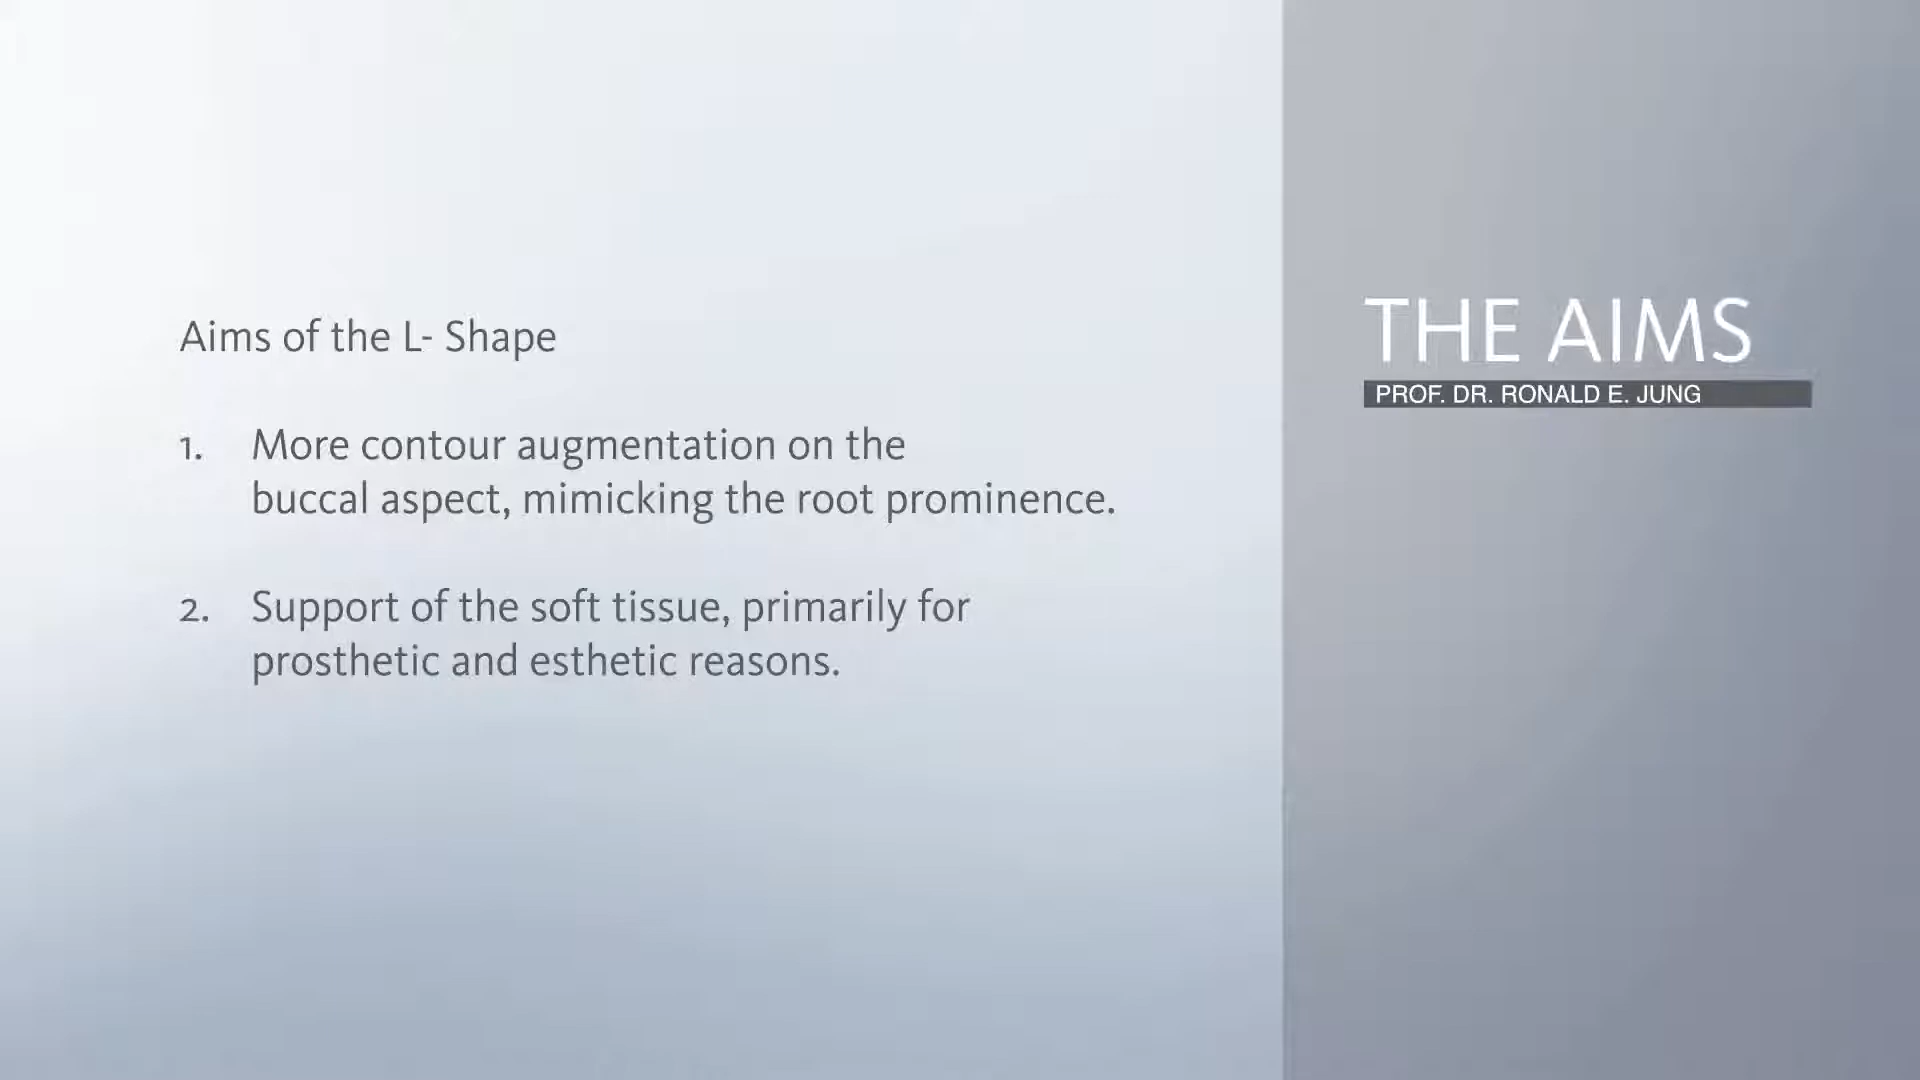 Aims of the L- Shape
1. More contour augmentation on the
buccal aspect, mimicking the root prominence.
2. Support of the soft tissue, primarily for
prosthetic and esthetic reasons.
THE AIMS
PROF. DR. RONALD E. JUNG